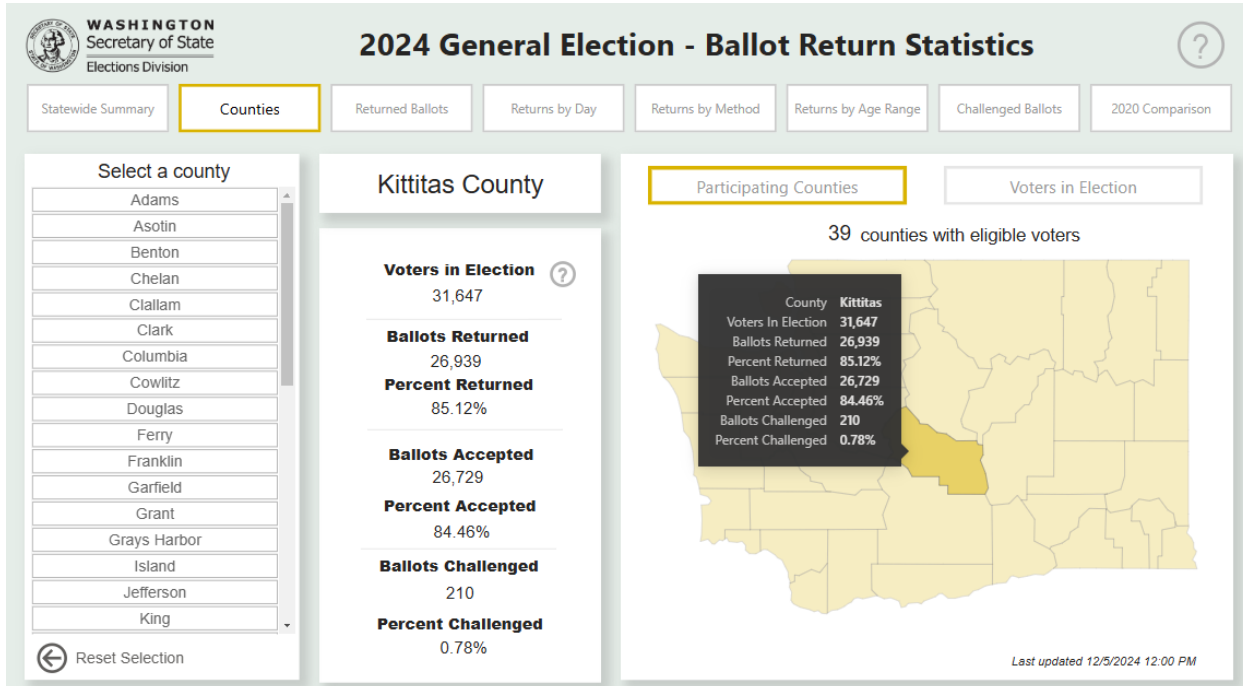 WASHINGTON
Secretary of State
Elections Division
2024 General Election - Ballot Return Statistics
?
Statewide Summary
Counties
Returned Ballots
Returns by Day
Returns by Method
Returns by Age Range
Challenged Ballots
2020 Comparison
Select a county
Adams
Asotin
Benton
Chelan
Clallam
Clark
Columbia
Cowlitz
Douglas
Ferry
Franklin
Garfield
Grant
Grays Harbor
Island
Jefferson
King
Reset Selection
Kittitas County
Voters in Election ?
31,647
Ballots Returned
26,939
Percent Returned
85.12%
Ballots Accepted
26,729
Percent Accepted
84.46%
Ballots Challenged
210
Percent Challenged
0.78%
Participating Counties
Voters in Election
39 counties with eligible voters
County Kittitas
Voters In Election 31,647
Ballots Returned 26,939
Percent Returned 85.12%
Ballots Accepted 26,729
Percent Accepted 84.46%
Ballots Challenged 210
Percent Challenged 0.78%
Last updated 12/5/2024 12:00 PM